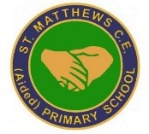 ST. MATTHEWS C.E.
(Aided) PRIMARY SCHOOL